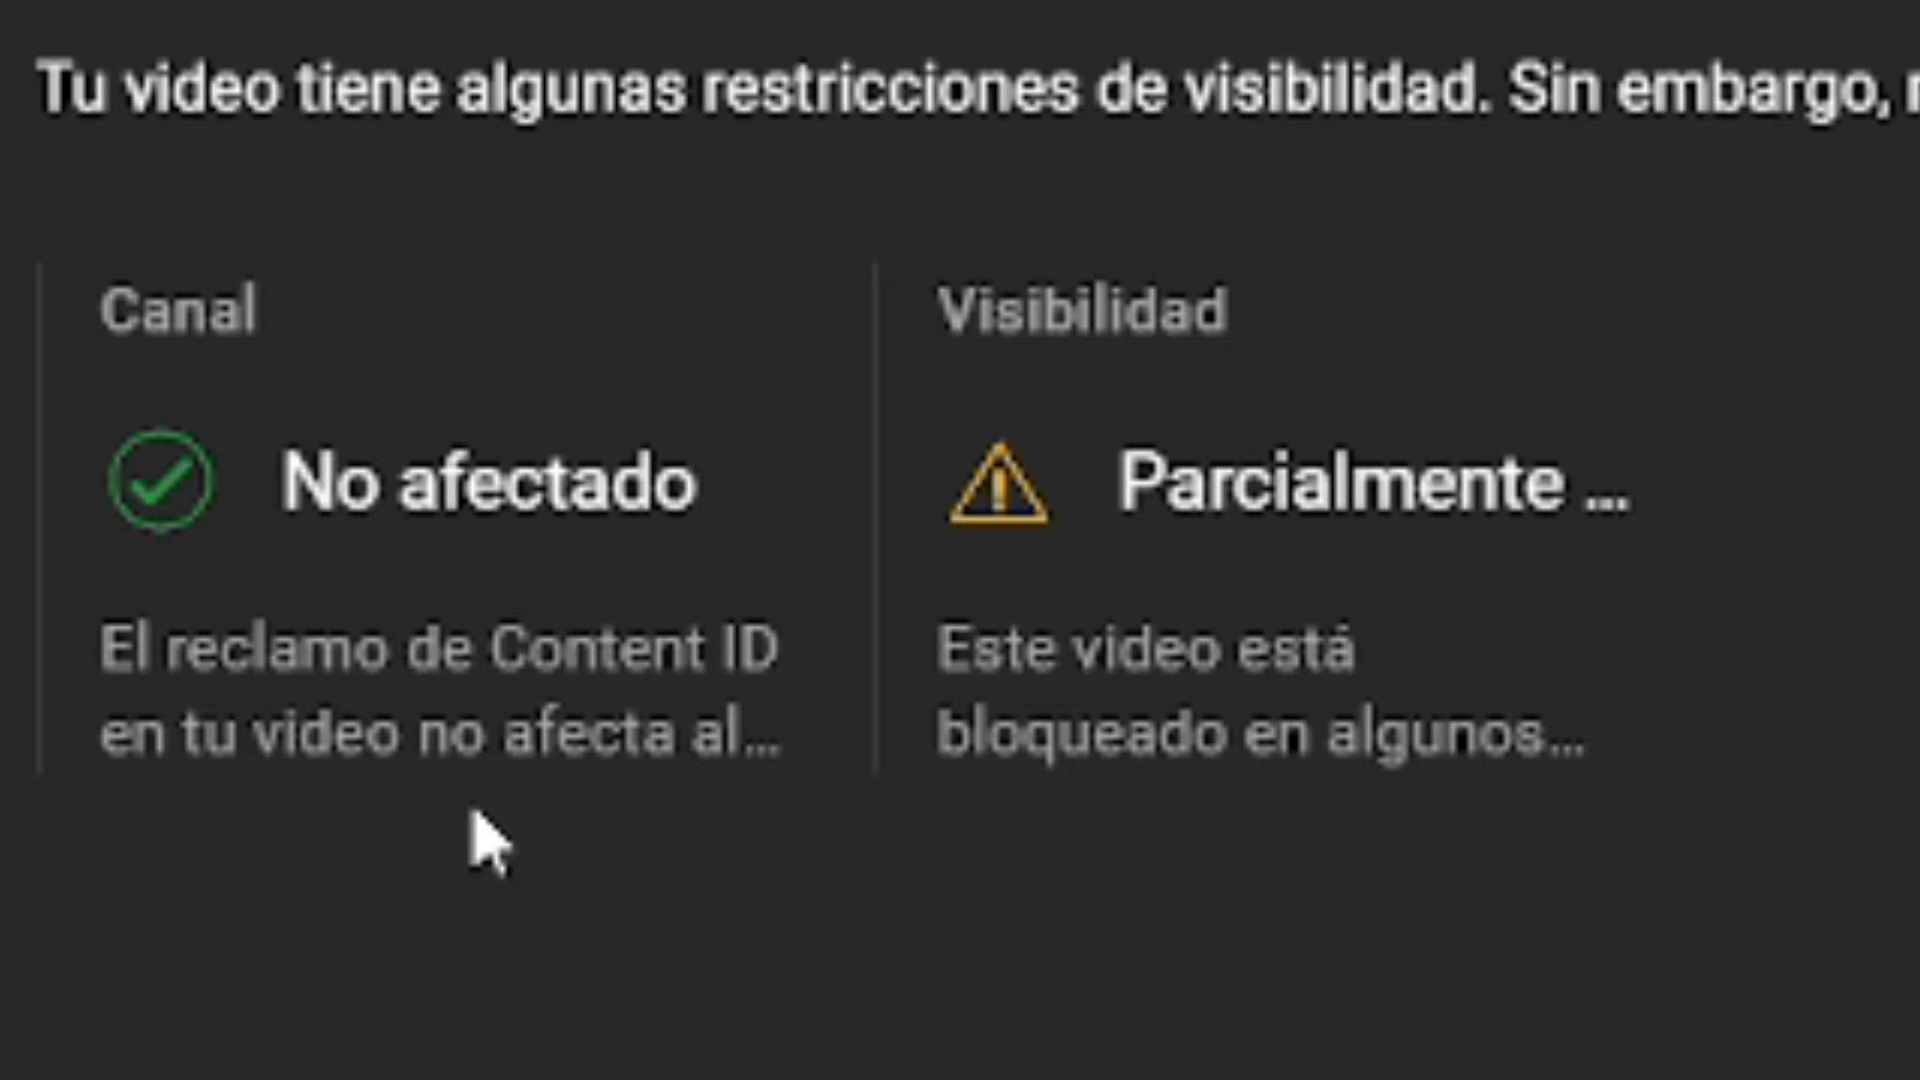 Tu video tiene algunas restricciones de visibilidad. Sin embargo,
Canal
No afectado
El reclamo de Content ID
en tu video no afecta al...
Visibilidad
Parcialmente ...
Este video está
bloqueado en algunos...